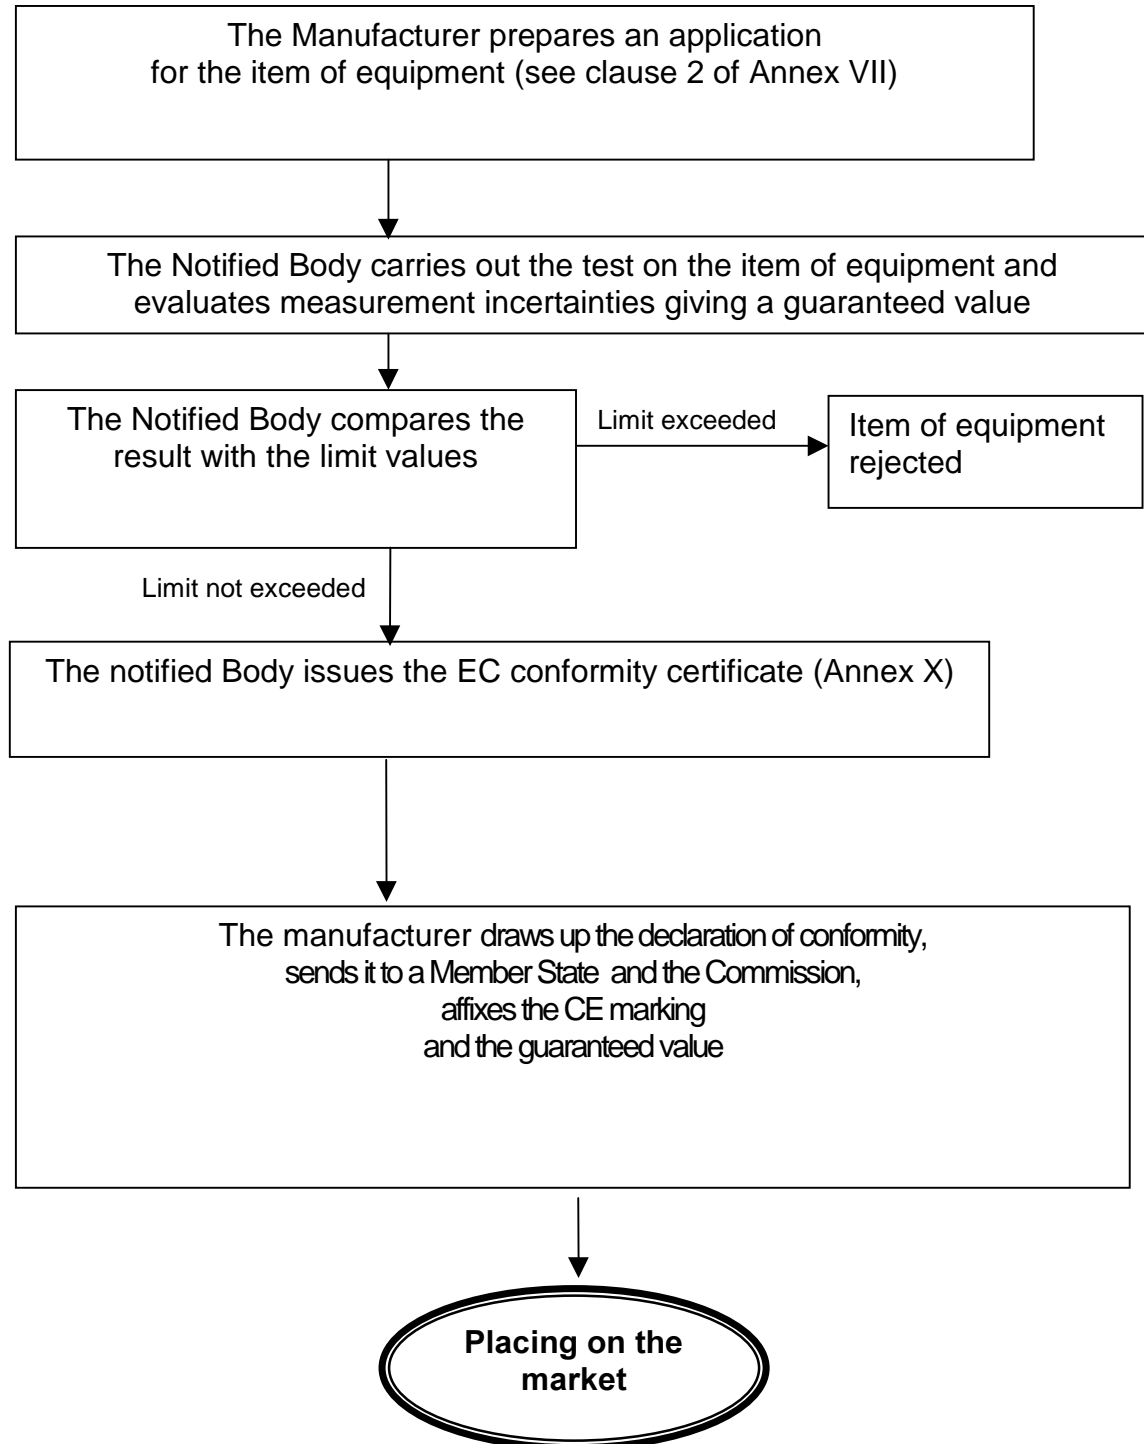 The Manufacturer prepares an application
for the item of equipment (see clause 2 of Annex VII)
The Notified Body carries out the test on the item of equipment and
evaluates measurement incertainties giving a guaranteed value
The Notified Body compares the
result with the limit values
Limit exceeded
Item of equipment
rejected
Limit not exceeded
The notified Body issues the EC conformity certificate (Annex X)
The manufacturer draws up the declaration of conformity,
sends it to a Member State and the Commission,
affixes the CE marking
and the guaranteed value
Placing on the
market